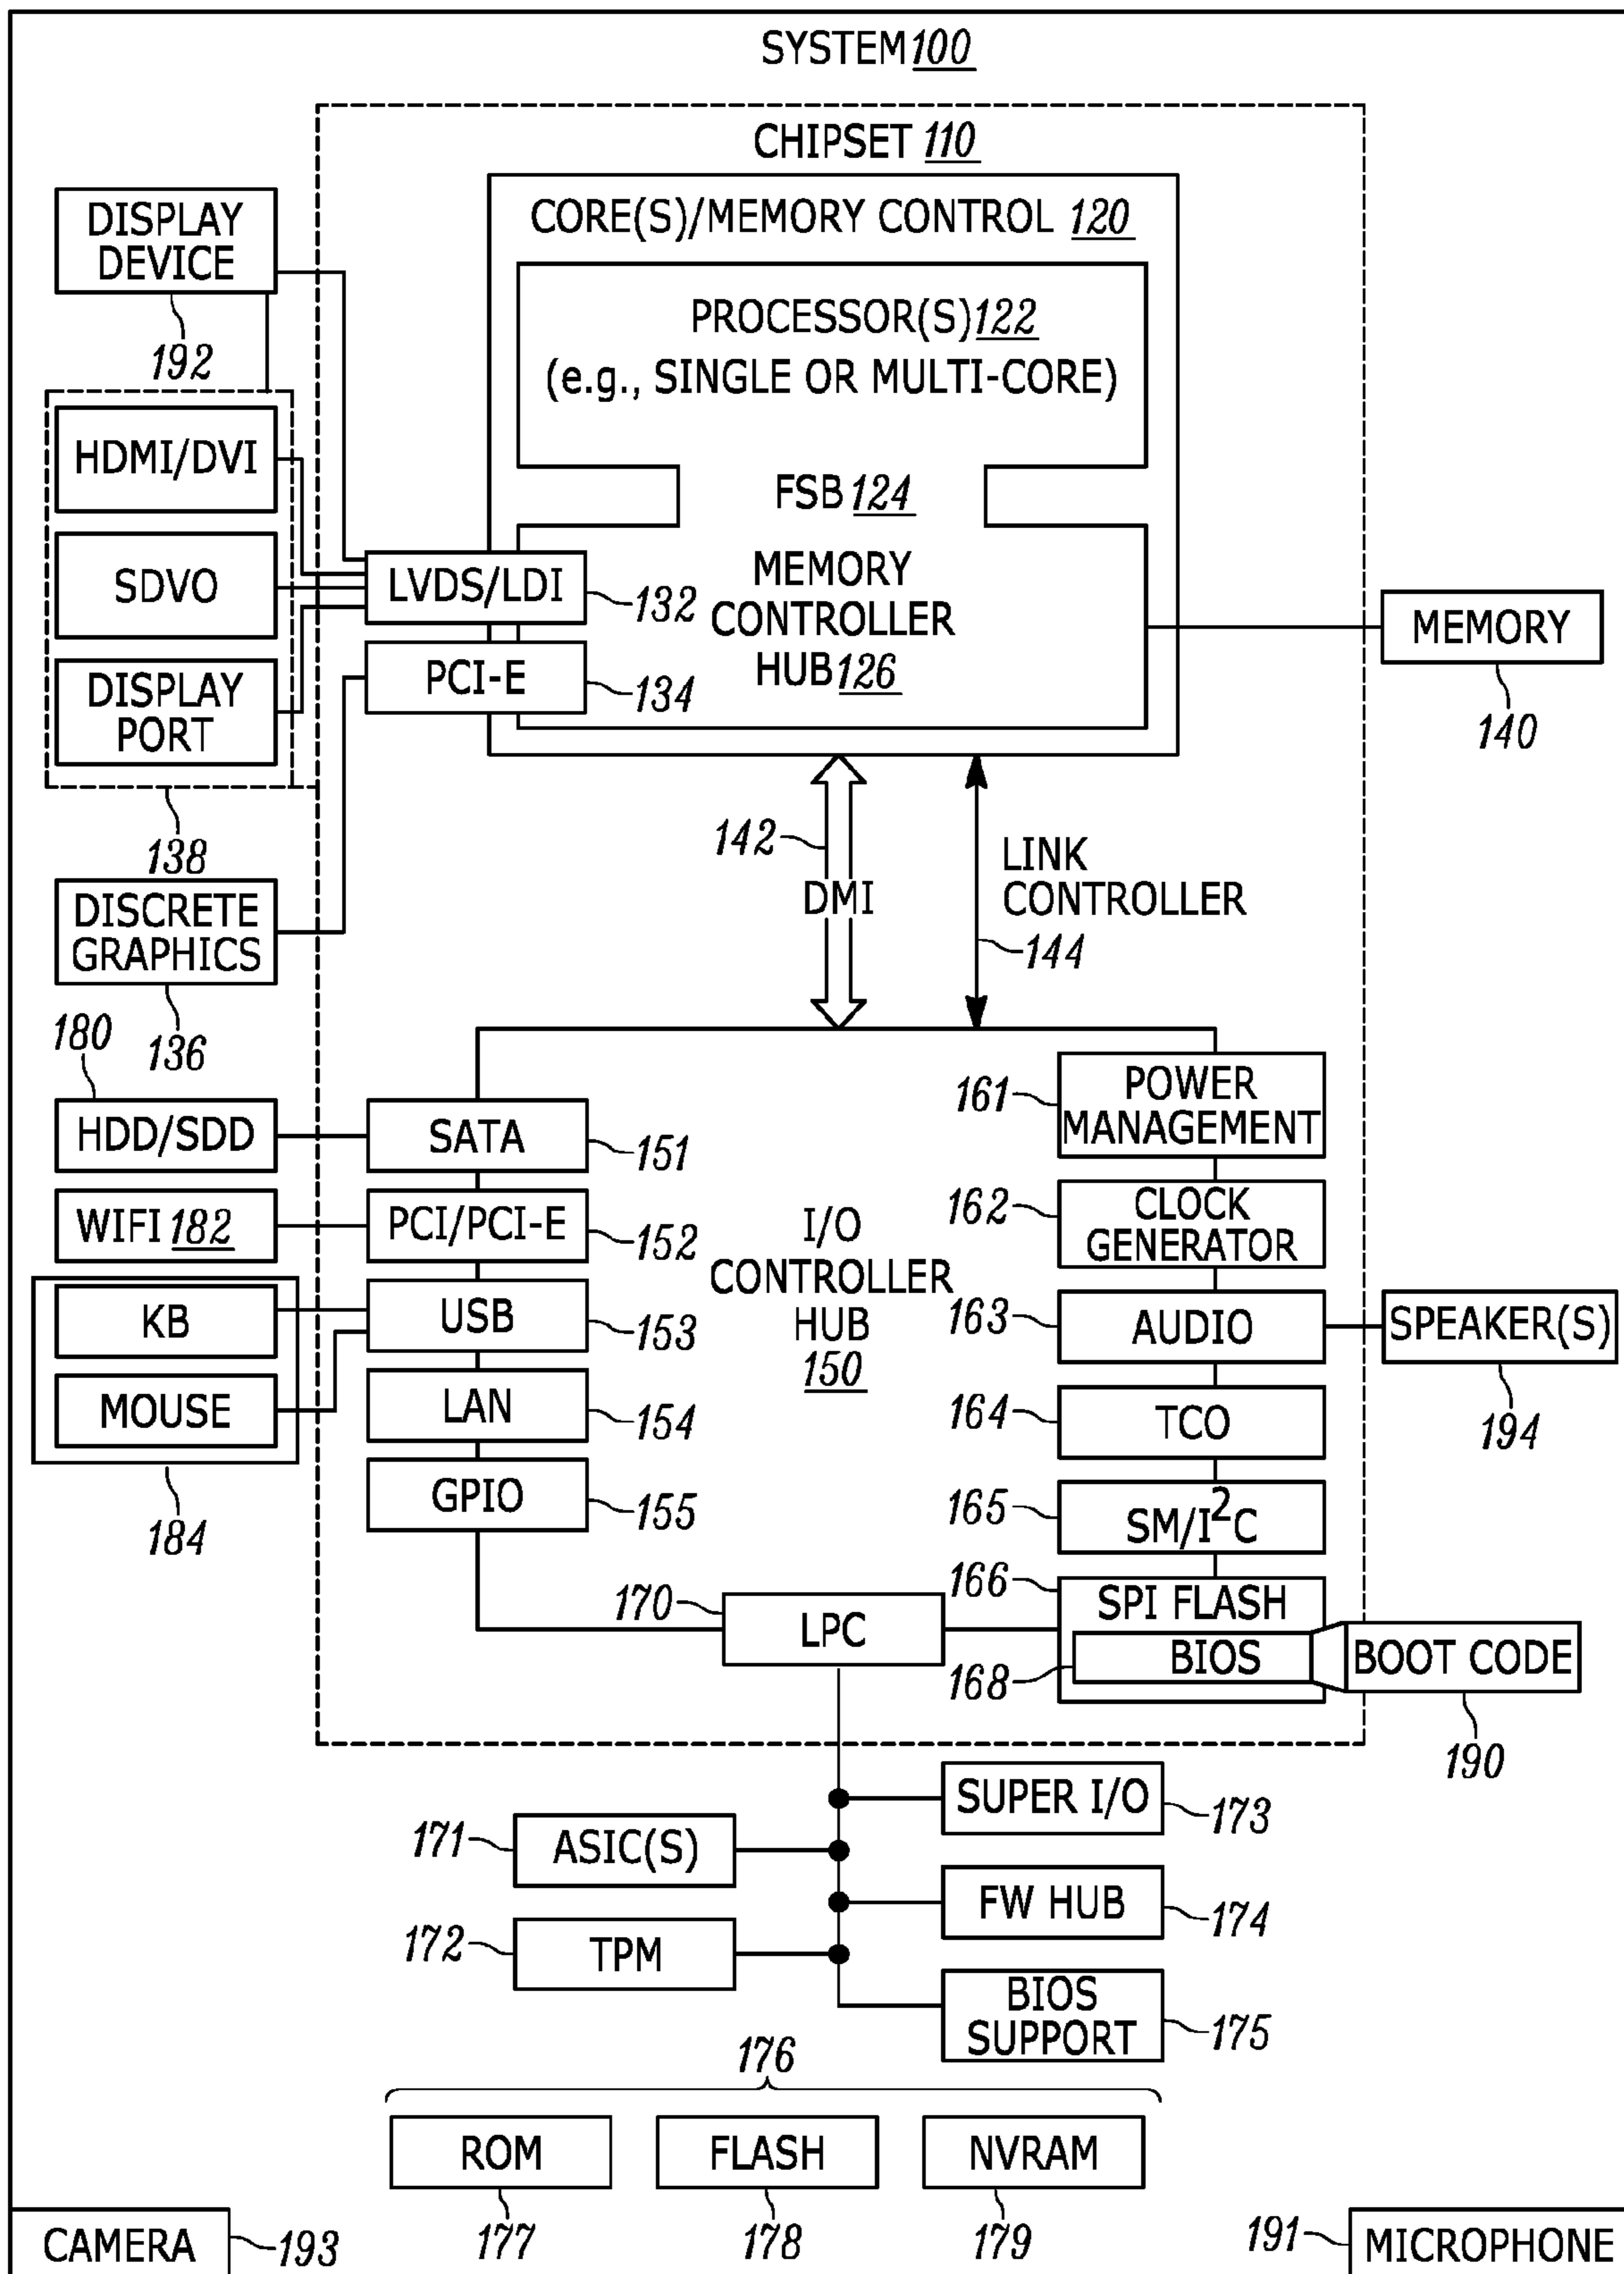 SYSTEM 100
CHIPSET 110
CORE(S)/MEMORY CONTROL 120
PROCESSOR(S) 122
(e.g., SINGLE OR MULTI-CORE)
FSB 124
MEMORY
CONTROLLER
HUB 126
DISPLAY
DEVICE
192
HDMI/DVI
SDVO
DISPLAY
PORT
138
LVDS/LDI
132
PCI-E
134
MEMORY
140
DISCRETE
GRAPHICS
136
142
DMI
LINK
CONTROLLER
144
180
HDD/SDD
WIFI 182
KB
MOUSE
184
SATA
151
PCI/PCI-E
152
USB
153
LAN
154
GPIO
155
I/O
CONTROLLER
HUB
150
161
POWER
MANAGEMENT
162
CLOCK
GENERATOR
163
AUDIO
SPEAKER(S)
194
164
TCO
165
SM/I²C
166
SPI FLASH
168
BIOS
BOOT CODE
190
170
LPC
171
ASIC(S)
172
TPM
SUPER I/O
173
FW HUB
174
BIOS
SUPPORT
175
176
ROM
177
FLASH
178
NVRAM
179
CAMERA
193
191
MICROPHONE